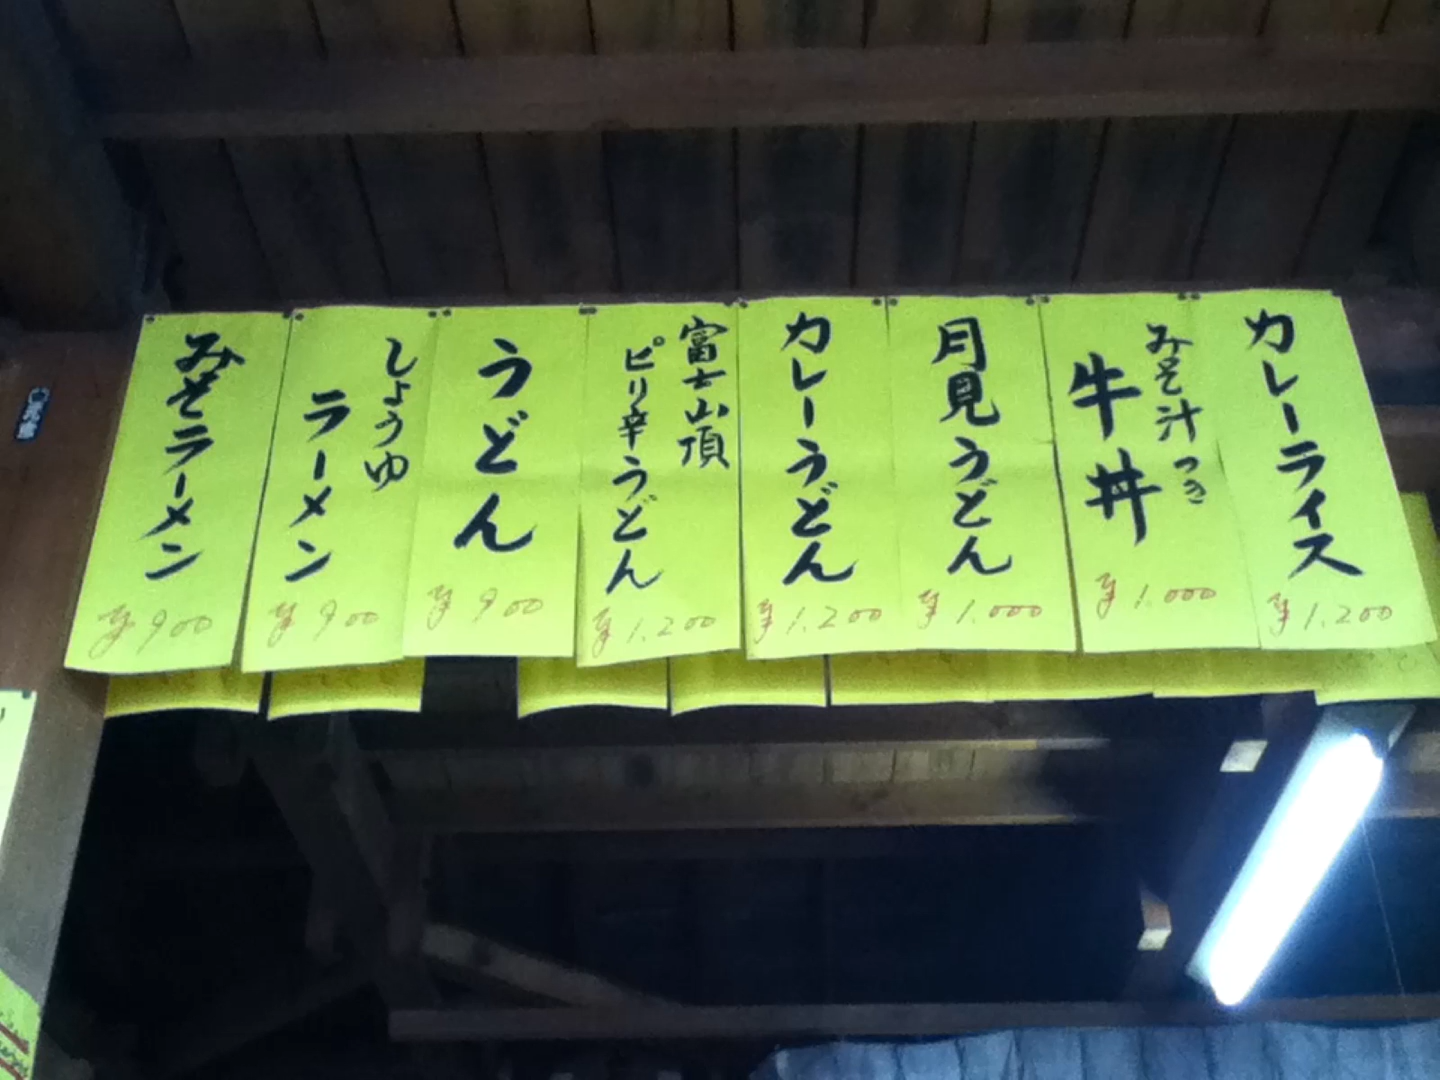 カレーライス
¥1.200
みそ汁つき
牛丼
¥1.000
月見うどん
¥1.000
カレーうどん
¥1.200
富士山頂
ピリ辛うどん
¥1.200
うどん
¥900
しょうゆ
ラーメン
¥900
みそラーメン
¥900